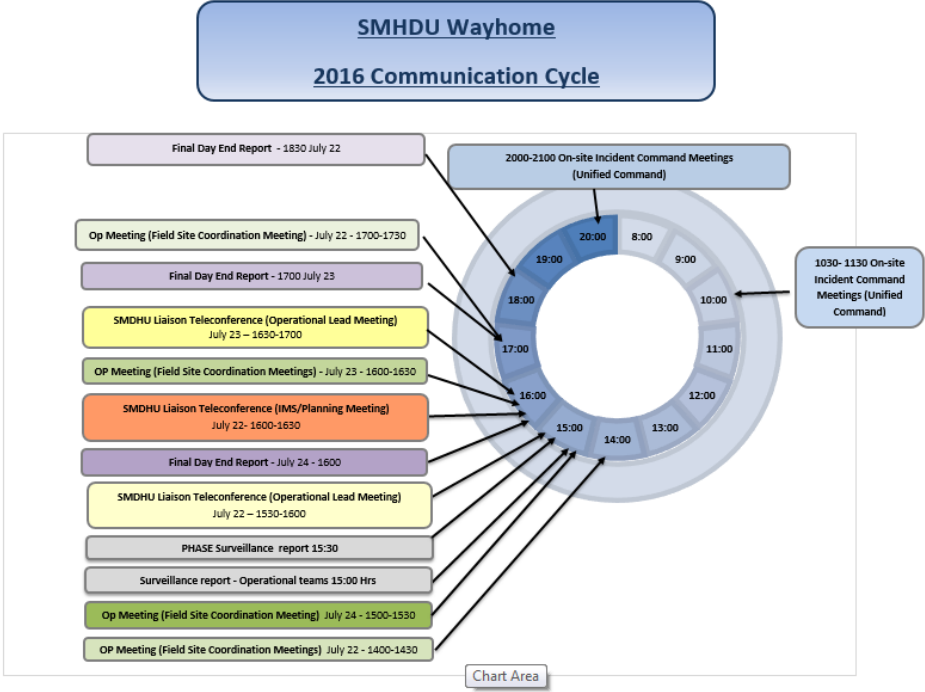 SMHDU Wayhome
2016 Communication Cycle
Final Day End Report - 1830 July 22
2000-2100 On-site Incident Command Meetings
(Unified Command)
Op Meeting (Field Site Coordination Meeting) - July 22 - 1700-1730
Final Day End Report - 1700 July 23
SMDHU Liaison Teleconference (Operational Lead Meeting)
July 23 – 1630-1700
OP Meeting (Field Site Coordination Meetings) - July 23 - 1600-1630
SMDHU Liaison Teleconference (IMS/Planning Meeting)
July 22- 1600-1630
Final Day End Report - July 24 - 1600
SMDHU Liaison Teleconference (Operational Lead Meeting)
July 22 – 1530-1600
PHASE Surveillance report 15:30
Surveillance report - Operational teams 15:00 Hrs
Op Meeting (Field Site Coordination Meeting) July 24 - 1500-1530
OP Meeting (Field Site Coordination Meetings) July 22 - 1400-1430
8:00
9:00
10:00
11:00
12:00
13:00
14:00
15:00
16:00
17:00
18:00
19:00
20:00
1030- 1130 On-site
Incident Command
Meetings (Unified
Command)
Chart Area